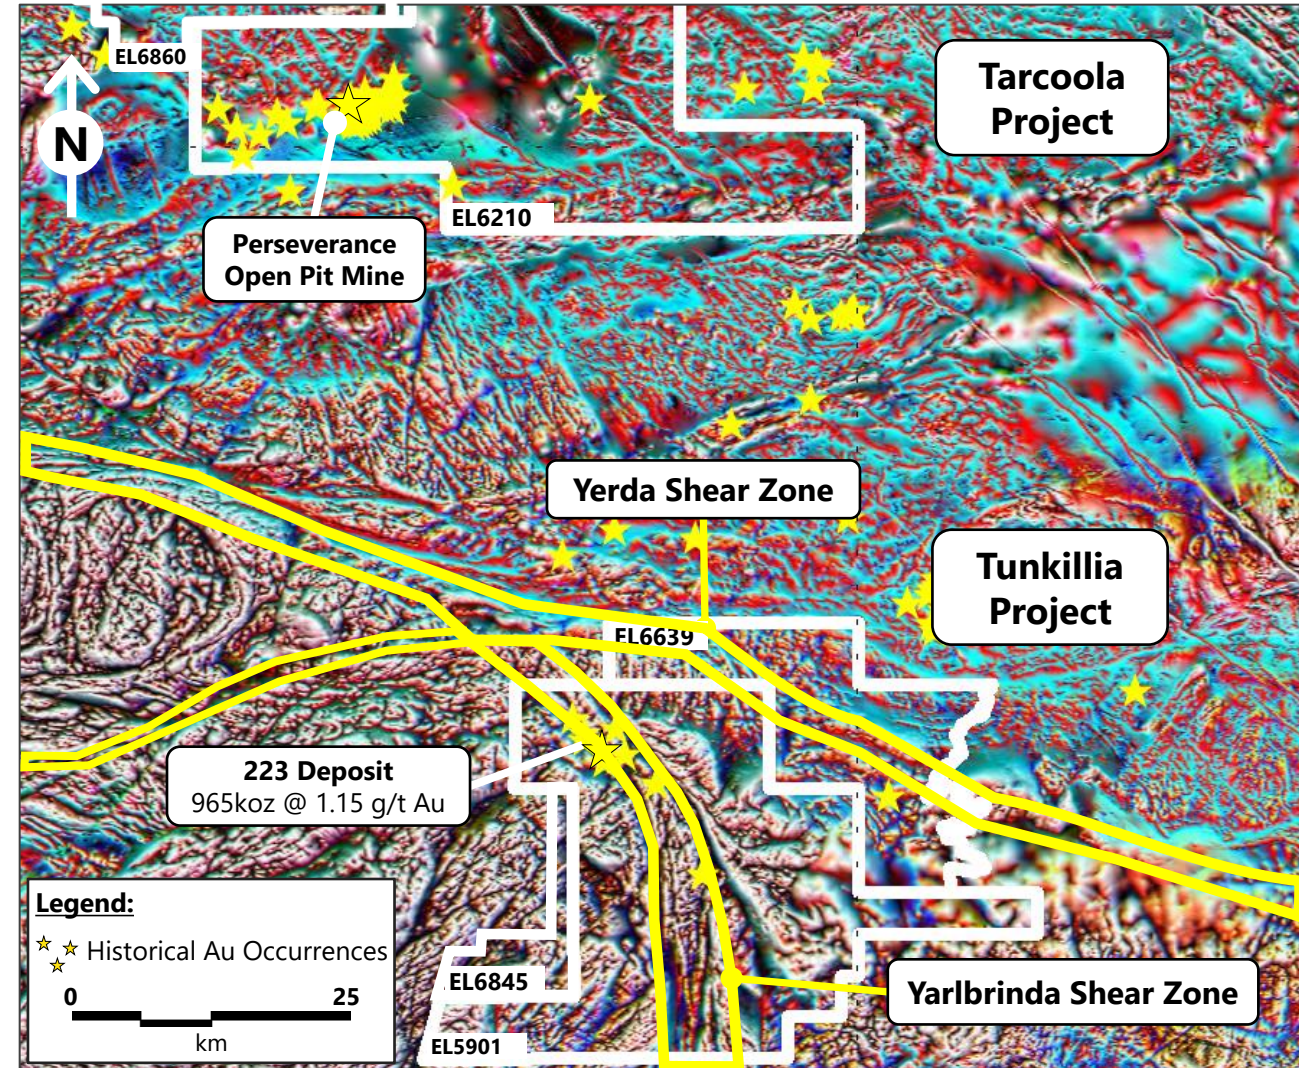 EL6860
Tarcoola
Project
N
EL6210
Perseverance
Open Pit Mine
Yerda Shear Zone
Tunkillia
Project
EL6639
223 Deposit
965koz @ 1.15 g/t Au
Legend:
Historical Au Occurrences
0 25
km
EL6845
Yarlbrinda Shear Zone
EL5901